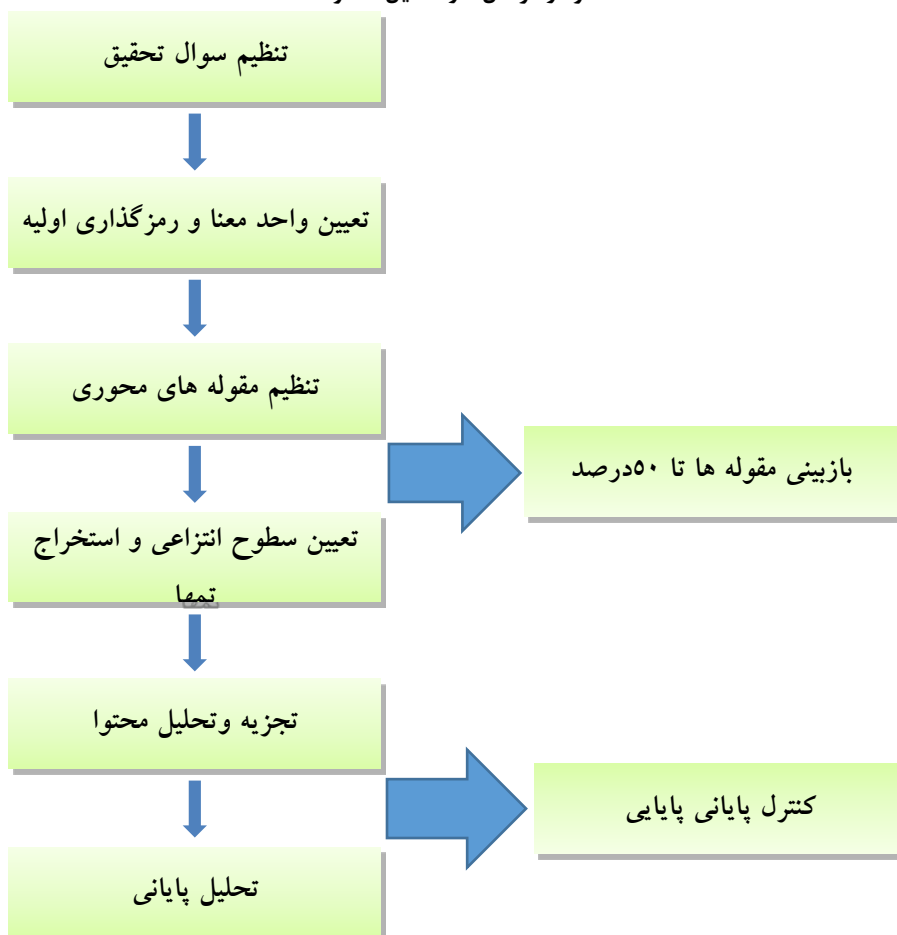 تنظیم سوال تحقیق
تعیین واحد معنا و رمزگذاری اولیه
تنظیم مقوله های محوری
بازبینی مقوله ها تا ۵۰درصد
تعیین سطوح انتزاعی و استخراج
تمها
تجزیه وتحلیل محتوا
کنترل پایانی پایایی
تحلیل پایانی